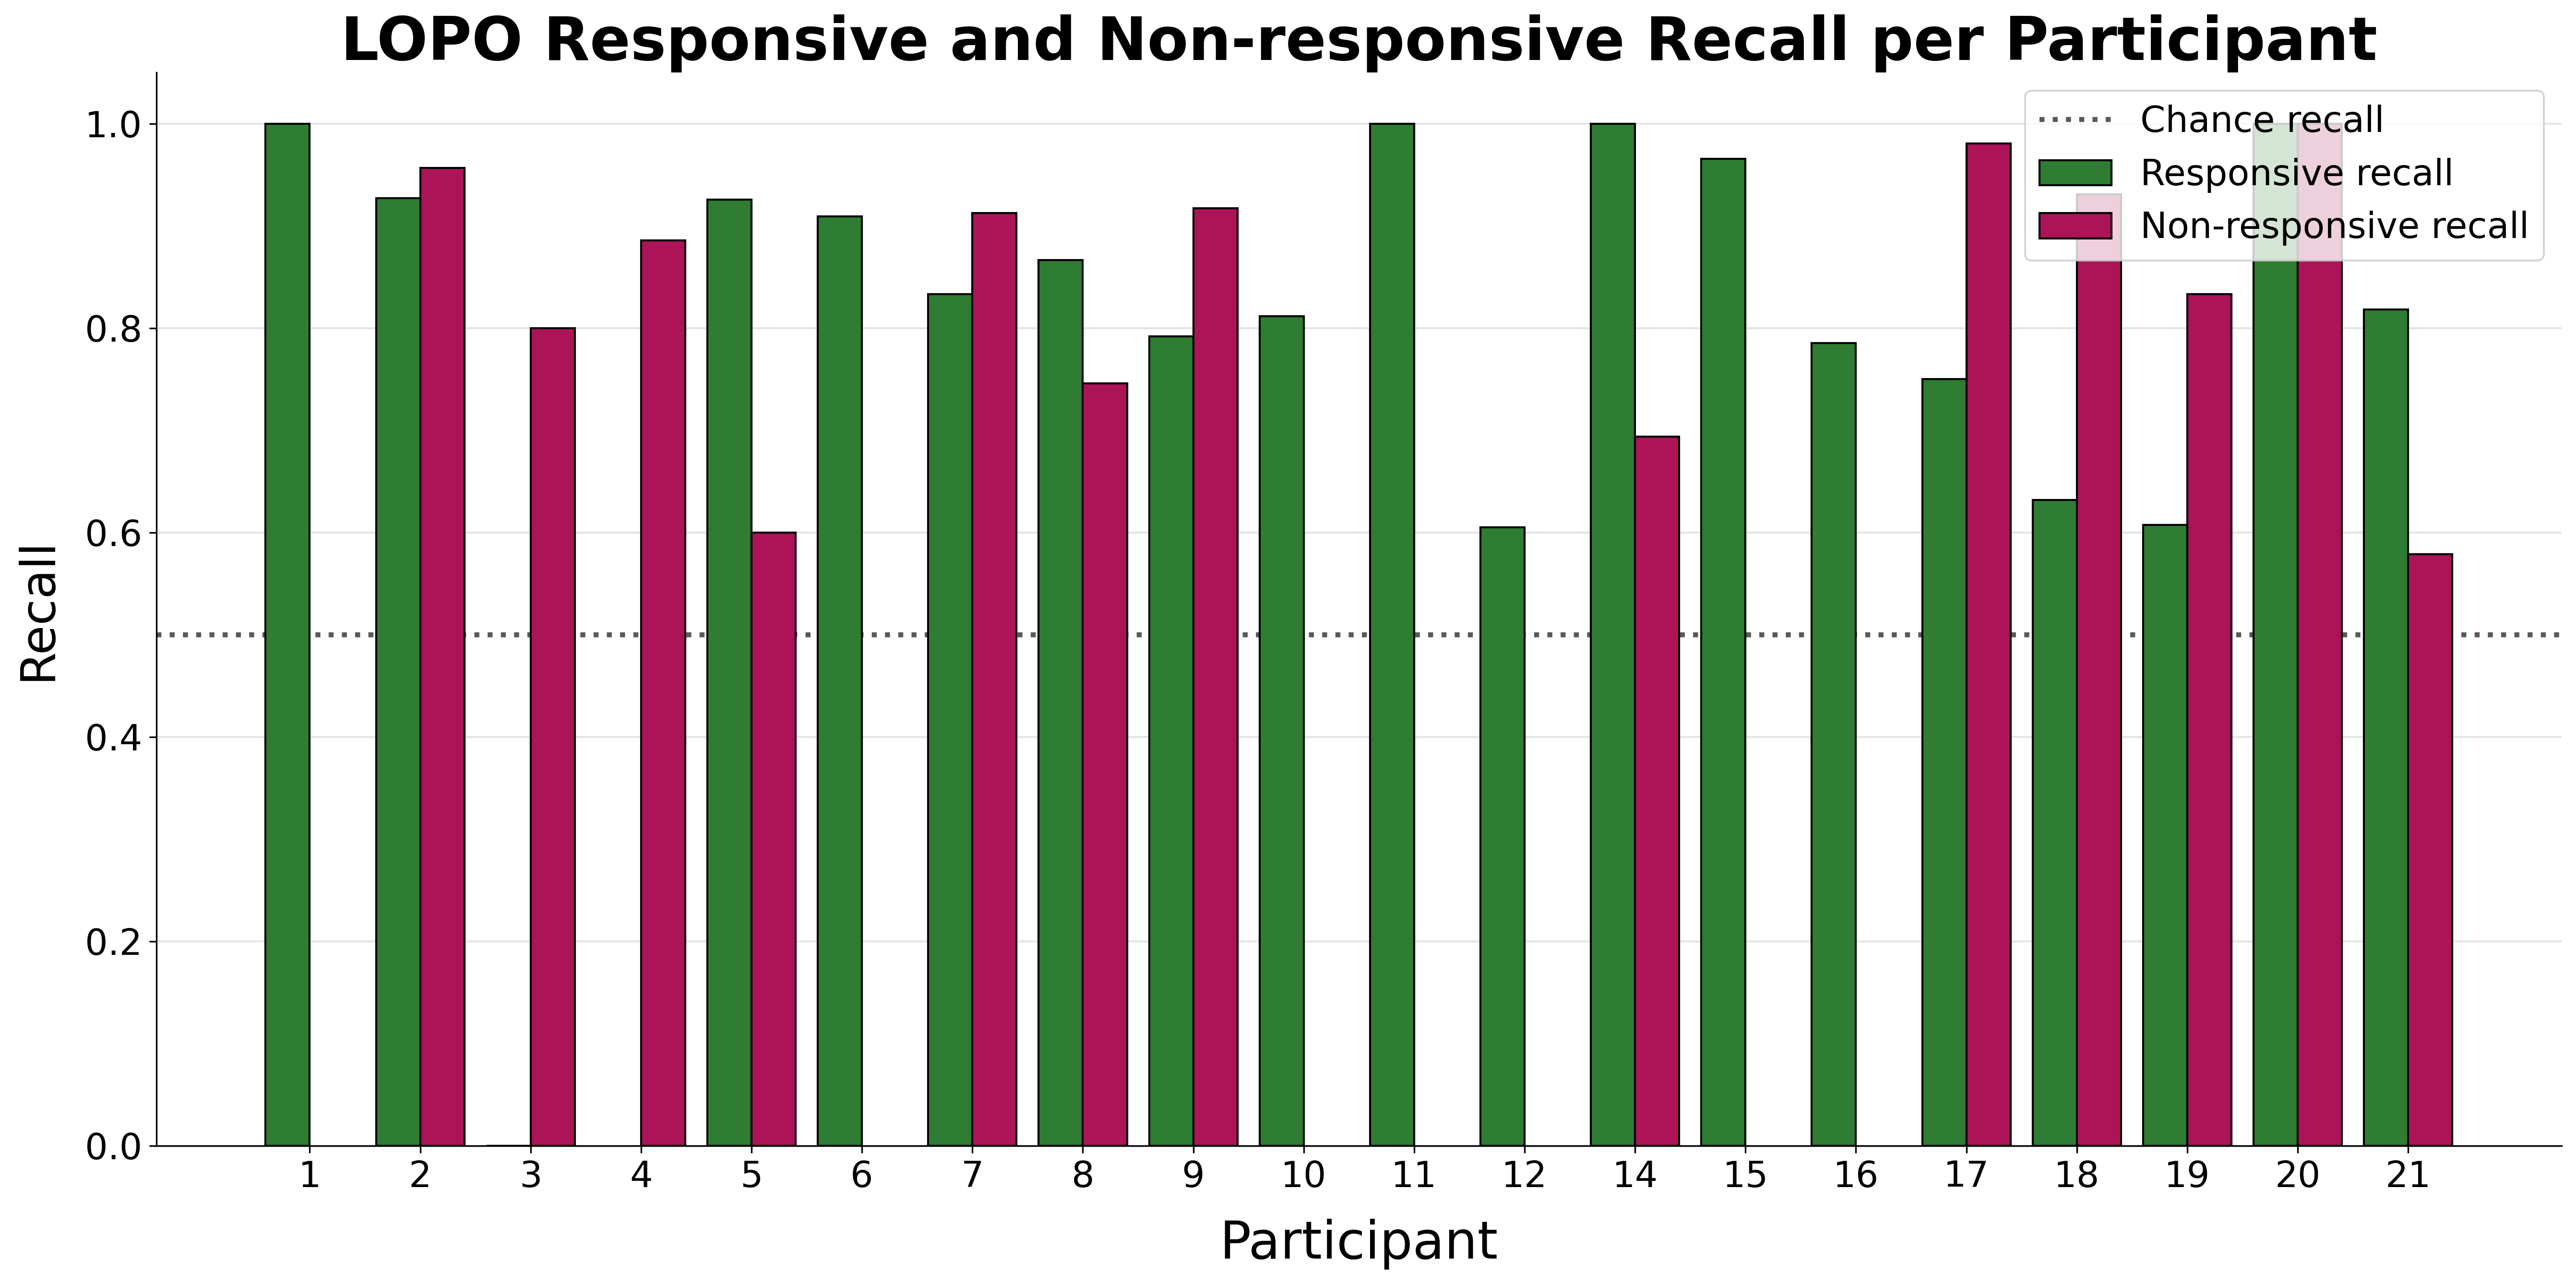 LOPO Responsive and Non-responsive Recall per Participant
Chance recall
Responsive recall
Non-responsive recall
Recall
1.0
0.8
0.6
0.4
0.2
0.0
1 2 3 4 5 6 7 8 9 10 11 12 14 15 16 17 18 19 20 21
Participant